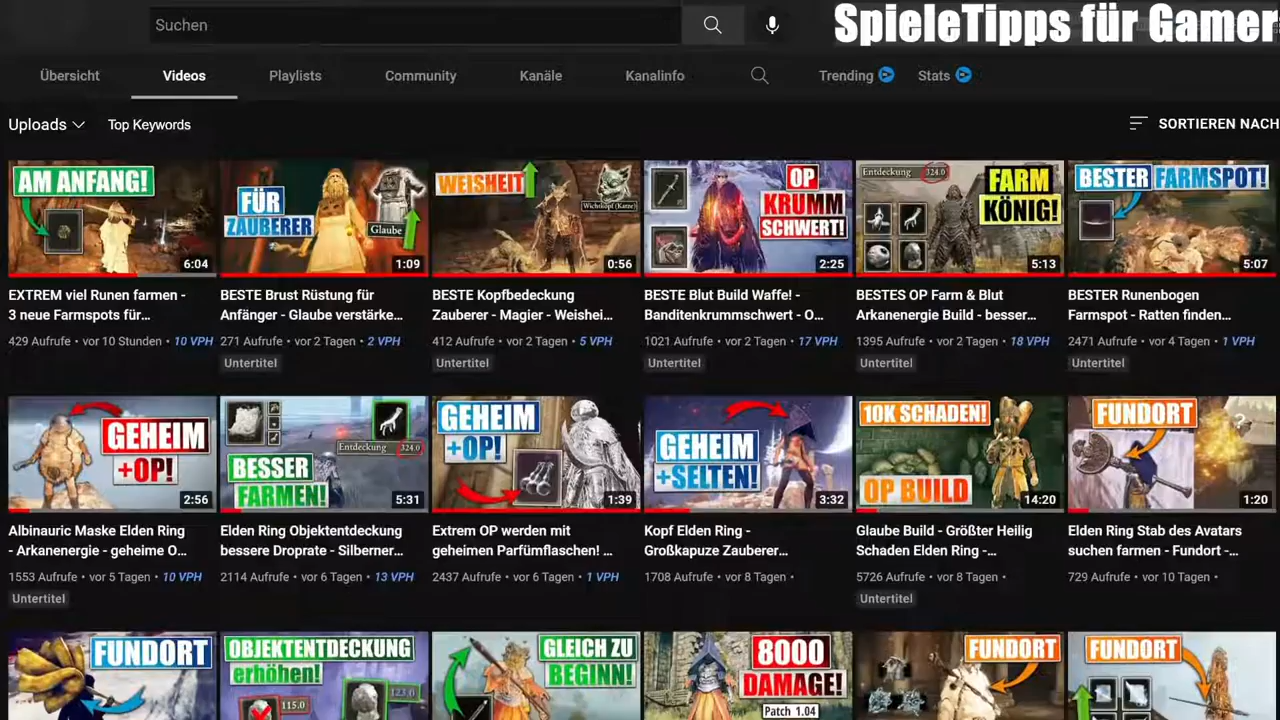 Suchen
SpieleTipps für Gamer
Übersicht
Videos
Playlists
Community
Kanäle
Kanalinfo
Trending
Stats
Uploads
Top Keywords
SORTIEREN NACH
AM ANFANG!
6:04
FÜR
ZAUBERER
Glaube
1:09
WEISHEIT
Wichtkopf (Katze)
0:56
OP
KRUMM
SCHWERT!
2:25
Entdeckung 324.0
FARM
KÖNIG!
5:13
BESTER FARMSPOT!
5:07
EXTREM viel Runen farmen -
3 neue Farmspots für...
429 Aufrufe • vor 10 Stunden • 10 VPH
BESTE Brust Rüstung für
Anfänger - Glaube verstärke...
271 Aufrufe • vor 2 Tagen • 2 VPH
Untertitel
BESTE Kopfbedeckung
Zauberer - Magier - Weishei...
412 Aufrufe • vor 2 Tagen • 5 VPH
Untertitel
BESTE Blut Build Waffe! -
Banditenkrummschwert - O...
1021 Aufrufe • vor 2 Tagen • 17 VPH
Untertitel
BESTES OP Farm & Blut
Arkanenergie Build - besser...
1395 Aufrufe • vor 2 Tagen • 18 VPH
Untertitel
BESTER Runenbogen
Farmspot - Ratten finden...
2471 Aufrufe • vor 4 Tagen • 1 VPH
Untertitel
GEHEIM
+OP!
2:56
BESSER
FARMEN!
Entdeckung 324.0
5:31
GEHEIM
+OP!
1:39
GEHEIM
+SELTEN!
3:32
10K SCHADEN!
OP BUILD
14:20
FUNDORT
1:20
Albinauric Maske Elden Ring
- Arkanenergie - geheime O...
1553 Aufrufe • vor 5 Tagen • 10 VPH
Untertitel
Elden Ring Objektentdeckung
bessere Droprate - Silberner...
2114 Aufrufe • vor 6 Tagen • 13 VPH
Extrem OP werden mit
geheimen Parfümflaschen! ...
2437 Aufrufe • vor 6 Tagen • 1 VPH
Kopf Elden Ring -
Großkapuze Zauberer...
1708 Aufrufe • vor 8 Tagen •
Glaube Build - Größter Heilig
Schaden Elden Ring -...
5726 Aufrufe • vor 8 Tagen •
Untertitel
Elden Ring Stab des Avatars
suchen farmen - Fundort -...
729 Aufrufe • vor 10 Tagen •
FUNDORT
OBJEKTENTDECKUNG
erhöhen!
115.0
123.0
GLEICH ZU
BEGINN!
8000
DAMAGE!
Patch 1.04
FUNDORT
FUNDORT